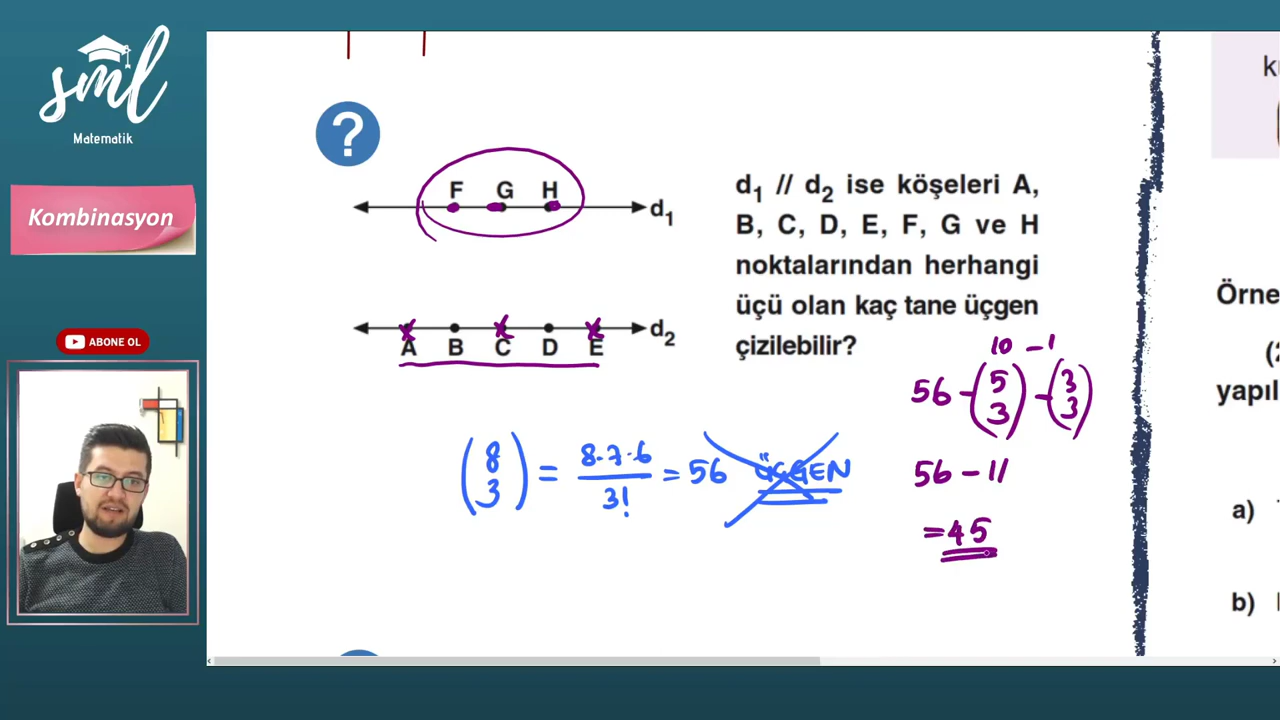 sml
Matematik
Kombinasyon
ABONE OL
?
F G H
d1
A B C D E
d2
d1 // d2 ise köşeleri A,
B, C, D, E, F, G ve H
noktalarından herhangi
üçü olan kaç tane üçgen
çizilebilir?
10 - 1
56 - (5 3) - (3 3)
56 - 11
= 45
(8 3) = 8·7·6 / 3! = 56 ÜÇGEN
kü
Örne
(2
yapıl
a)
b)